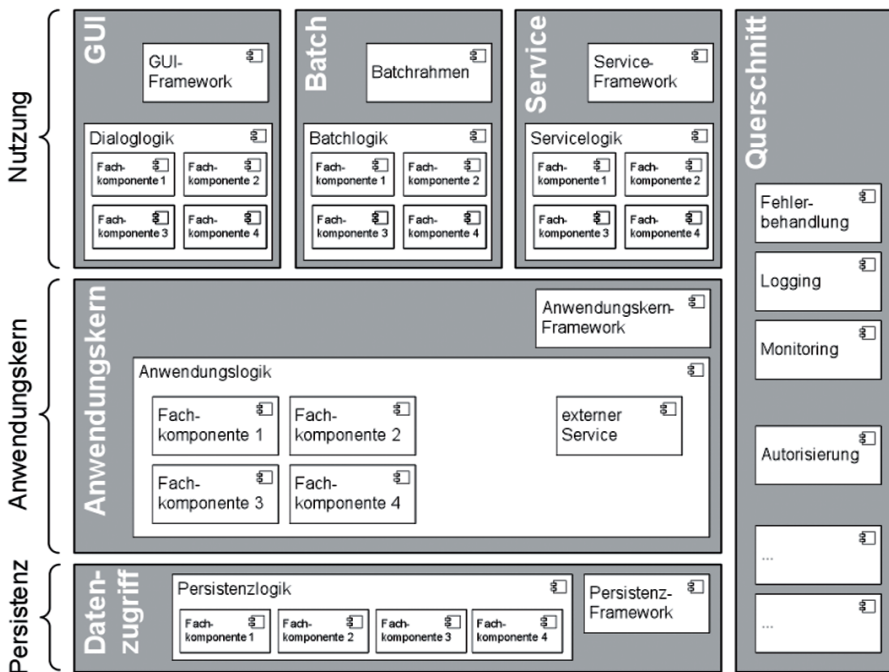 Nutzung
GUI
GUI-
Framework
Dialoglogik
Fach-
komponente 1
Fach-
komponente 2
Fach-
komponente 3
Fach-
komponente 4
Batch
Batchrahmen
Batchlogik
Fach-
komponente 1
Fach-
komponente 2
Fach-
komponente 3
Fach-
komponente 4
Service
Service-
Framework
Servicelogik
Fach-
komponente 1
Fach-
komponente 2
Fach-
komponente 3
Fach-
komponente 4
Anwendungskern
Anwendungskern
Anwendungskern-
Framework
Anwendungslogik
Fach-
komponente 1
Fach-
komponente 2
externer
Service
Fach-
komponente 3
Fach-
komponente 4
Persistenz
Daten-
zugriff
Persistenzlogik
Fach-
komponente 1
Fach-
komponente 2
Fach-
komponente 3
Fach-
komponente 4
Persistenz-
Framework
Querschnitt
Fehler-
behandlung
Logging
Monitoring
Autorisierung
...
...